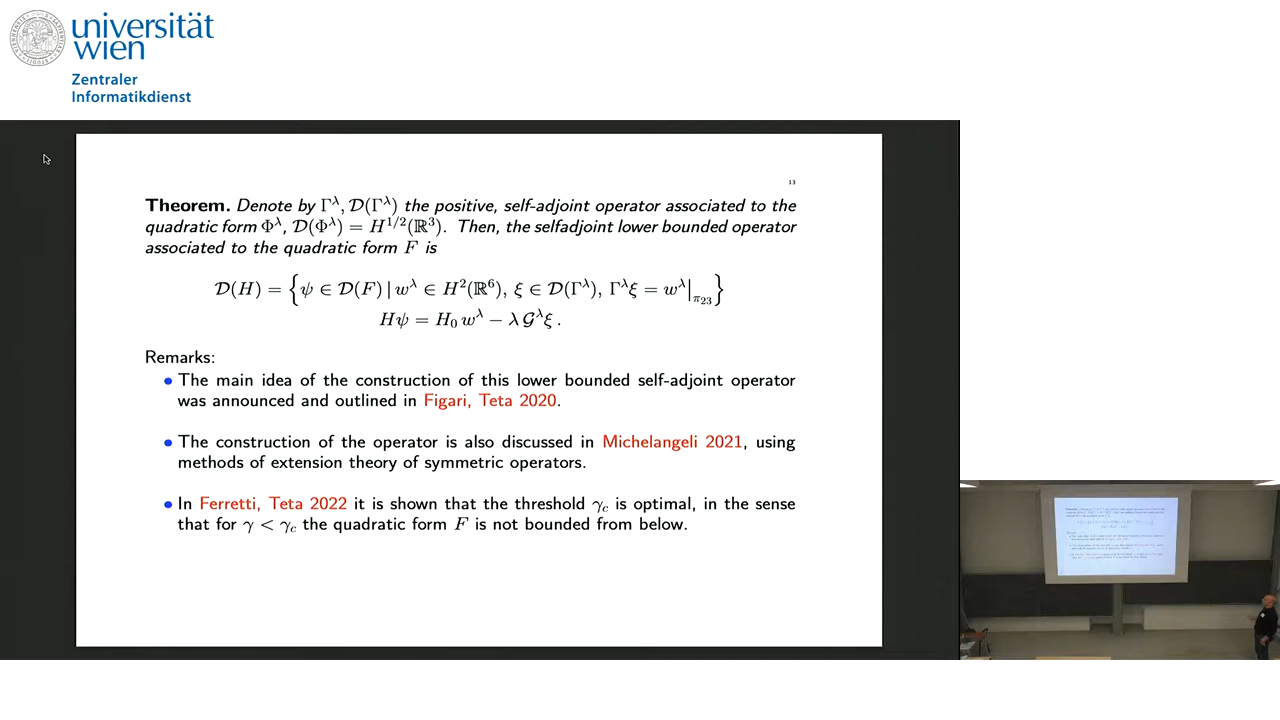 universität
wien
Zentraler
Informatikdienst
13
Theorem. Denote by Γ^λ, 𝒟(Γ^λ) the positive, self-adjoint operator associated to the
quadratic form Φ^λ, 𝒟(Φ^λ) = H^{1/2}(ℝ³). Then, the selfadjoint lower bounded operator
associated to the quadratic form F is
𝒟(H) = {ψ ∈ 𝒟(F) | w^λ ∈ H²(ℝ⁶), ξ ∈ 𝒟(Γ^λ), Γ^λξ = w^λ|_{π₂₃}}
Hψ = H₀ w^λ − λ 𝒢^λξ .
Remarks:
• The main idea of the construction of this lower bounded self-adjoint operator
was announced and outlined in Figari, Teta 2020.
• The construction of the operator is also discussed in Michelangeli 2021, using
methods of extension theory of symmetric operators.
• In Ferretti, Teta 2022 it is shown that the threshold γ_c is optimal, in the sense
that for γ < γ_c the quadratic form F is not bounded from below.